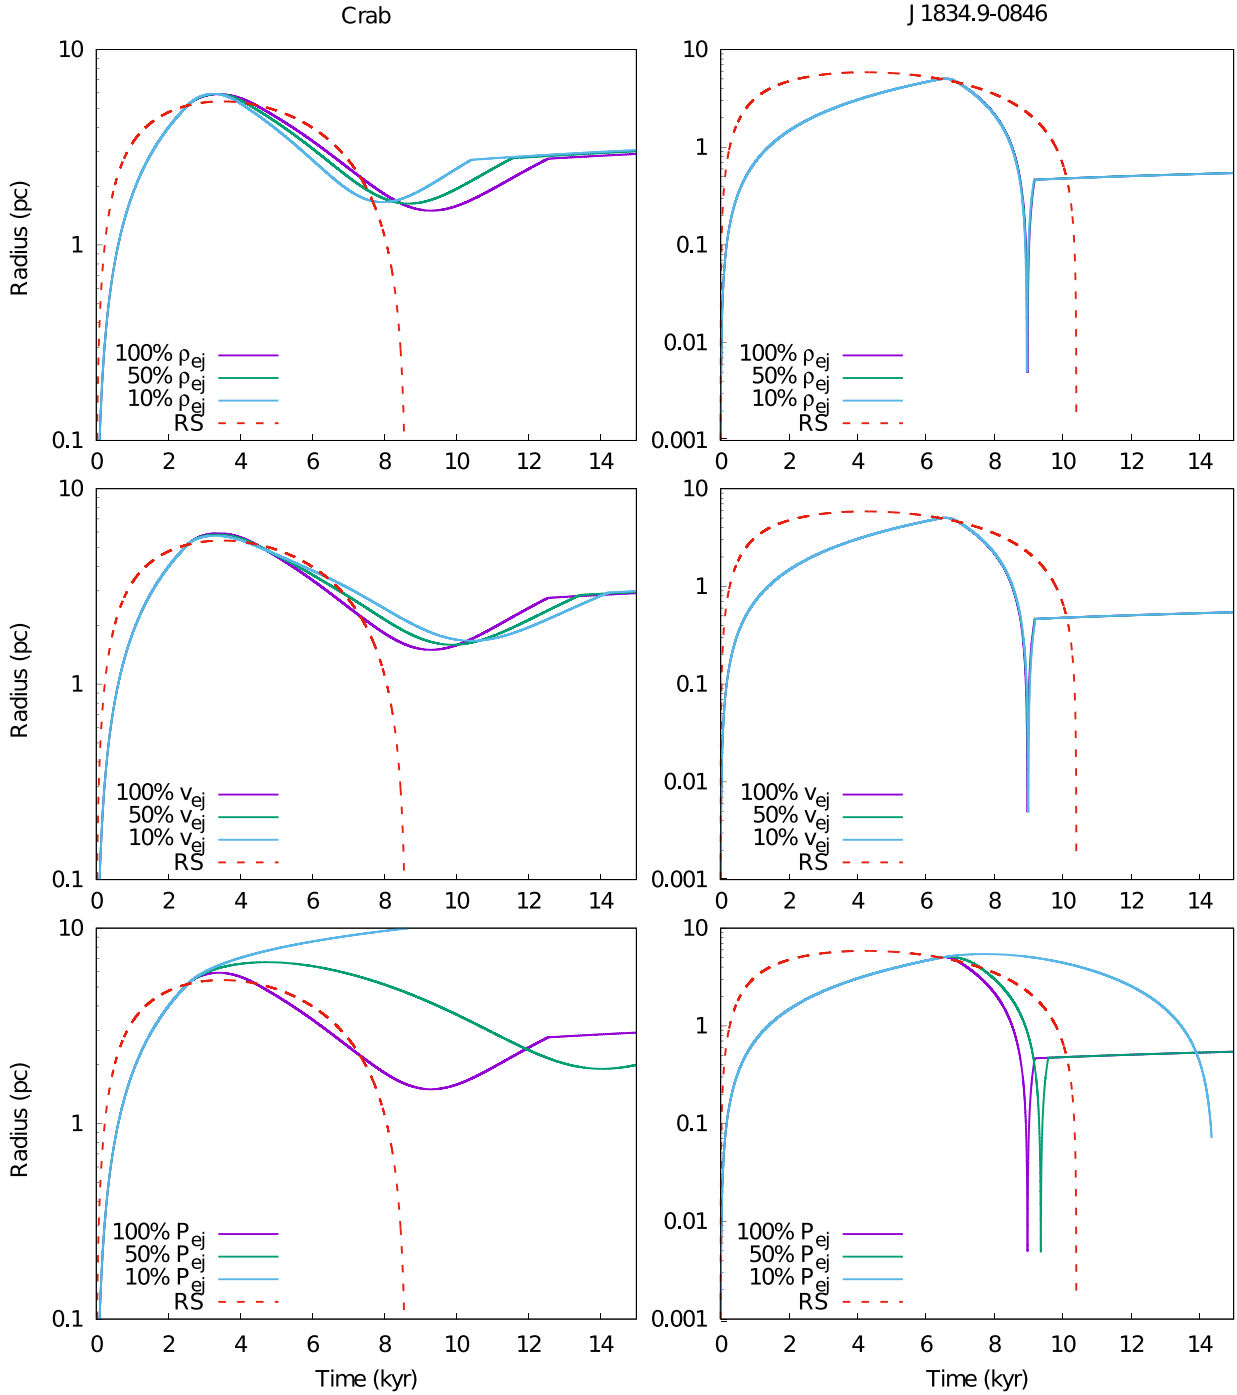 Crab
J1834.9-0846
10
1
0.1
Radius (pc)
100% ρej
50% ρej
10% ρej
RS
0 2 4 6 8 10 12 14
10
1
0.1
0.01
0.001
100% ρej
50% ρej
10% ρej
RS
0 2 4 6 8 10 12 14
10
1
0.1
Radius (pc)
100% vej
50% vej
10% vej
RS
0 2 4 6 8 10 12 14
10
1
0.1
0.01
0.001
100% vej
50% vej
10% vej
RS
0 2 4 6 8 10 12 14
10
1
0.1
Radius (pc)
100% Pej
50% Pej
10% Pej
RS
0 2 4 6 8 10 12 14
Time (kyr)
10
1
0.1
0.01
0.001
100% Pej
50% Pej
10% Pej
RS
0 2 4 6 8 10 12 14
Time (kyr)